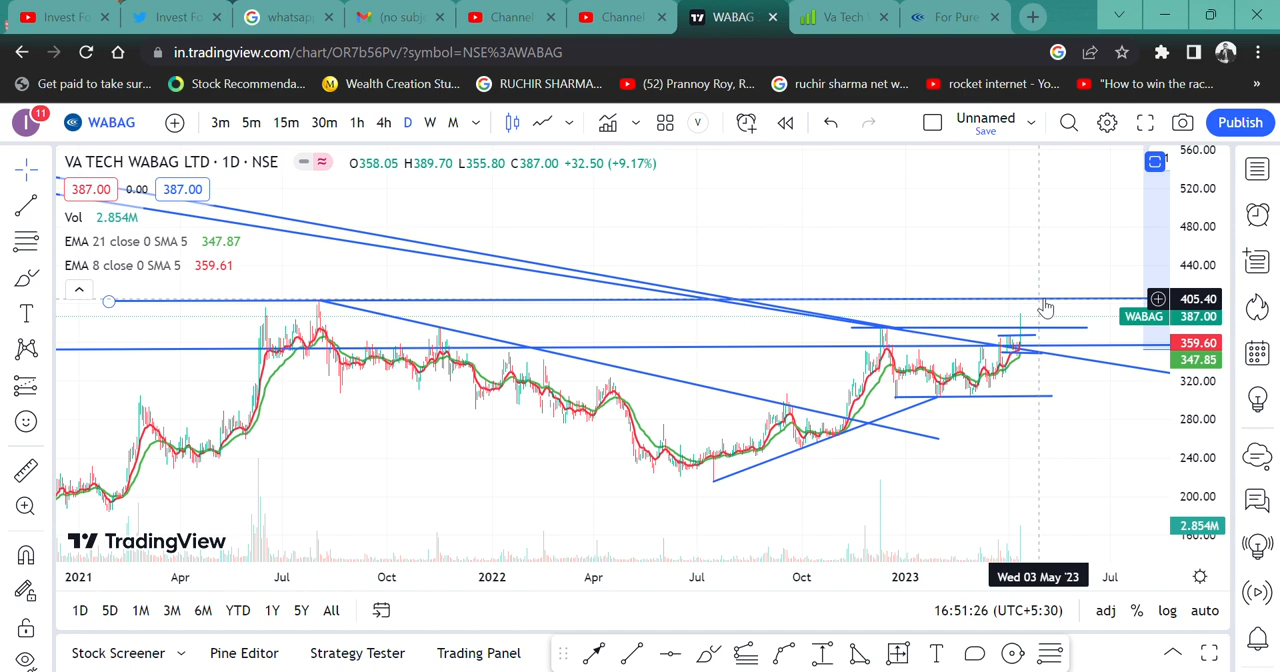 Invest Fo
Invest Fo
whatsap
(no subj
Channel
Channel
WABAG
Va Tech
For Pure
in.tradingview.com/chart/OR7b56Pv/?symbol=NSE%3AWABAG
Get paid to take sur...
Stock Recommenda...
Wealth Creation Stu...
RUCHIR SHARMA...
(52) Prannoy Roy, R...
ruchir sharma net w...
rocket internet - Yo...
"How to win the rac...
»
I
11
WABAG
3m
5m
15m
30m
1h
4h
D
W
M
V
Unnamed
Save
Publish
VA TECH WABAG LTD · 1D · NSE
O358.05 H389.70 L355.80 C387.00 +32.50 (+9.17%)
387.00
0.00
387.00
Vol 2.854M
EMA 21 close 0 SMA 5 347.87
EMA 8 close 0 SMA 5 359.61
560.00
520.00
480.00
440.00
405.40
WABAG 387.00
359.60
347.85
320.00
280.00
240.00
200.00
2.854M
160.00
TradingView
2021
Apr
Jul
Oct
2022
Apr
Jul
Oct
2023
Wed 03 May '23
Jul
1D
5D
1M
3M
6M
YTD
1Y
5Y
All
16:51:26 (UTC+5:30)
adj
%
log
auto
Stock Screener
Pine Editor
Strategy Tester
Trading Panel